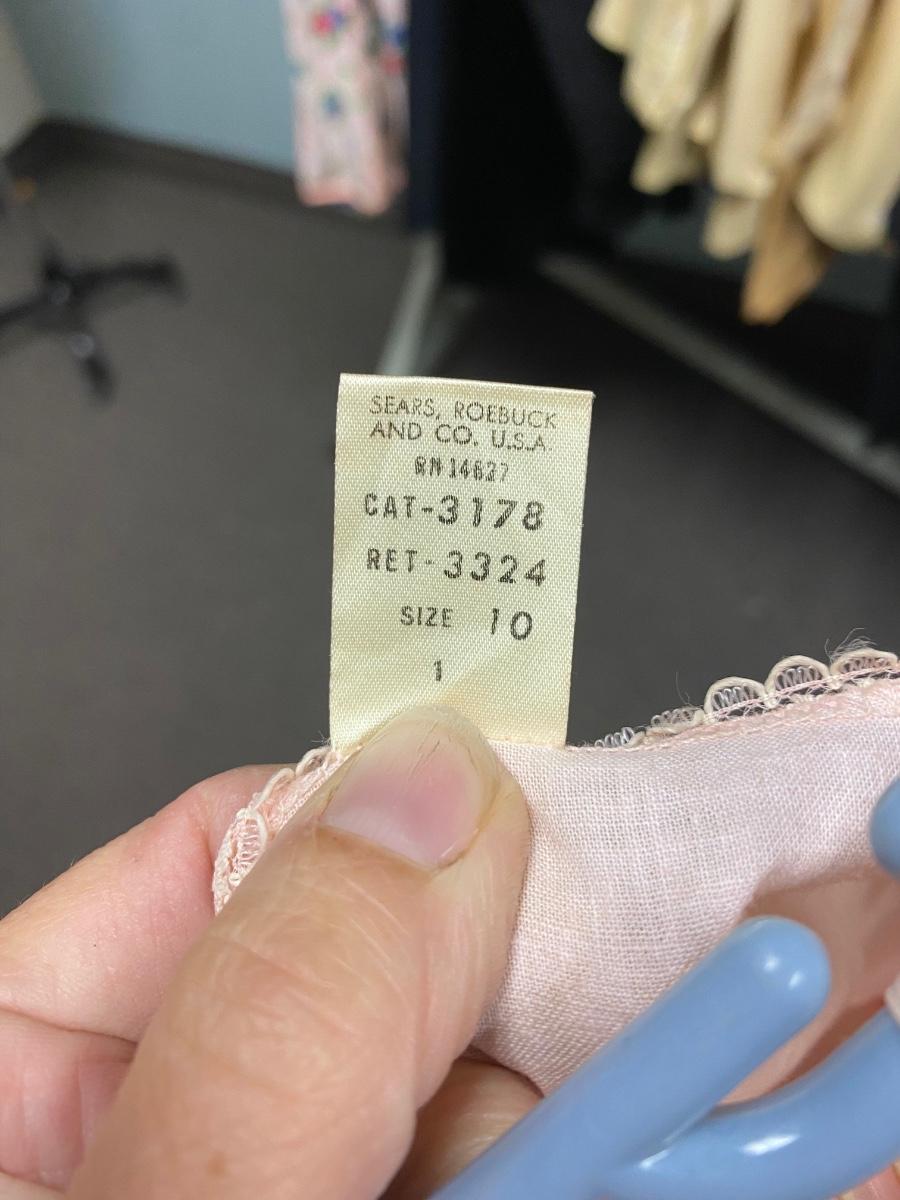 SEARS, ROEBUCK
AND CO. U.S.A.
RN 14627
CAT-3178
RET-3324
SIZE 10
1